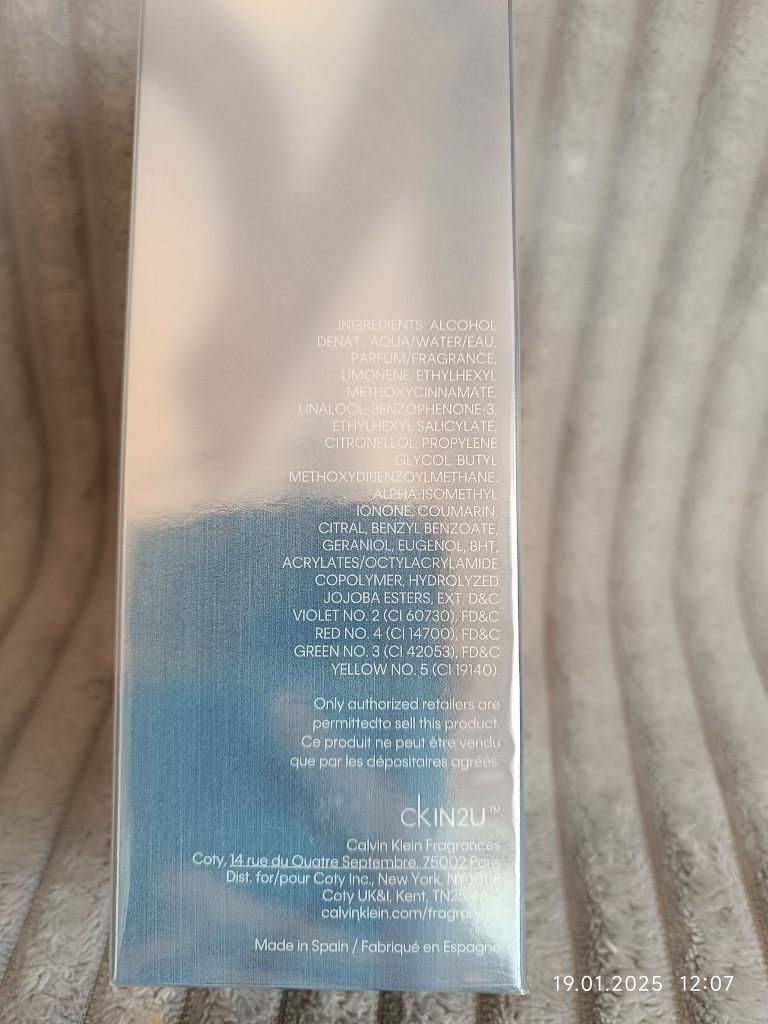 INGREDIENTS: ALCOHOL
DENAT., AQUA/WATER/EAU,
PARFUM/FRAGRANCE,
LIMONENE, ETHYLHEXYL
METHOXYCINNAMATE,
LINALOOL, BENZOPHENONE-3,
ETHYLHEXYL SALICYLATE,
CITRONELLOL, PROPYLENE
GLYCOL, BUTYL
METHOXYDIBENZOYLMETHANE,
ALPHA-ISOMETHYL
IONONE, COUMARIN,
CITRAL, BENZYL BENZOATE,
GERANIOL, EUGENOL, BHT,
ACRYLATES/OCTYLACRYLAMIDE
COPOLYMER, HYDROLYZED
JOJOBA ESTERS, EXT. D&C
VIOLET NO. 2 (CI 60730), FD&C
RED NO. 4 (CI 14700), FD&C
GREEN NO. 3 (CI 42053), FD&C
YELLOW NO. 5 (CI 19140).
Only authorized retailers are
permittedto sell this product.
Ce produit ne peut être vendu
que par les dépositaires agréés.
ckIN2U™
Calvin Klein Fragrances
Coty, 14 rue du Quatre Septembre, 75002 Paris
Dist. for/pour Coty Inc., New York, NY 10118
Coty UK&I, Kent, TN25
calvinklein.com/fragrances
Made in Spain / Fabriqué en Espagne
19.01.2025 12:07